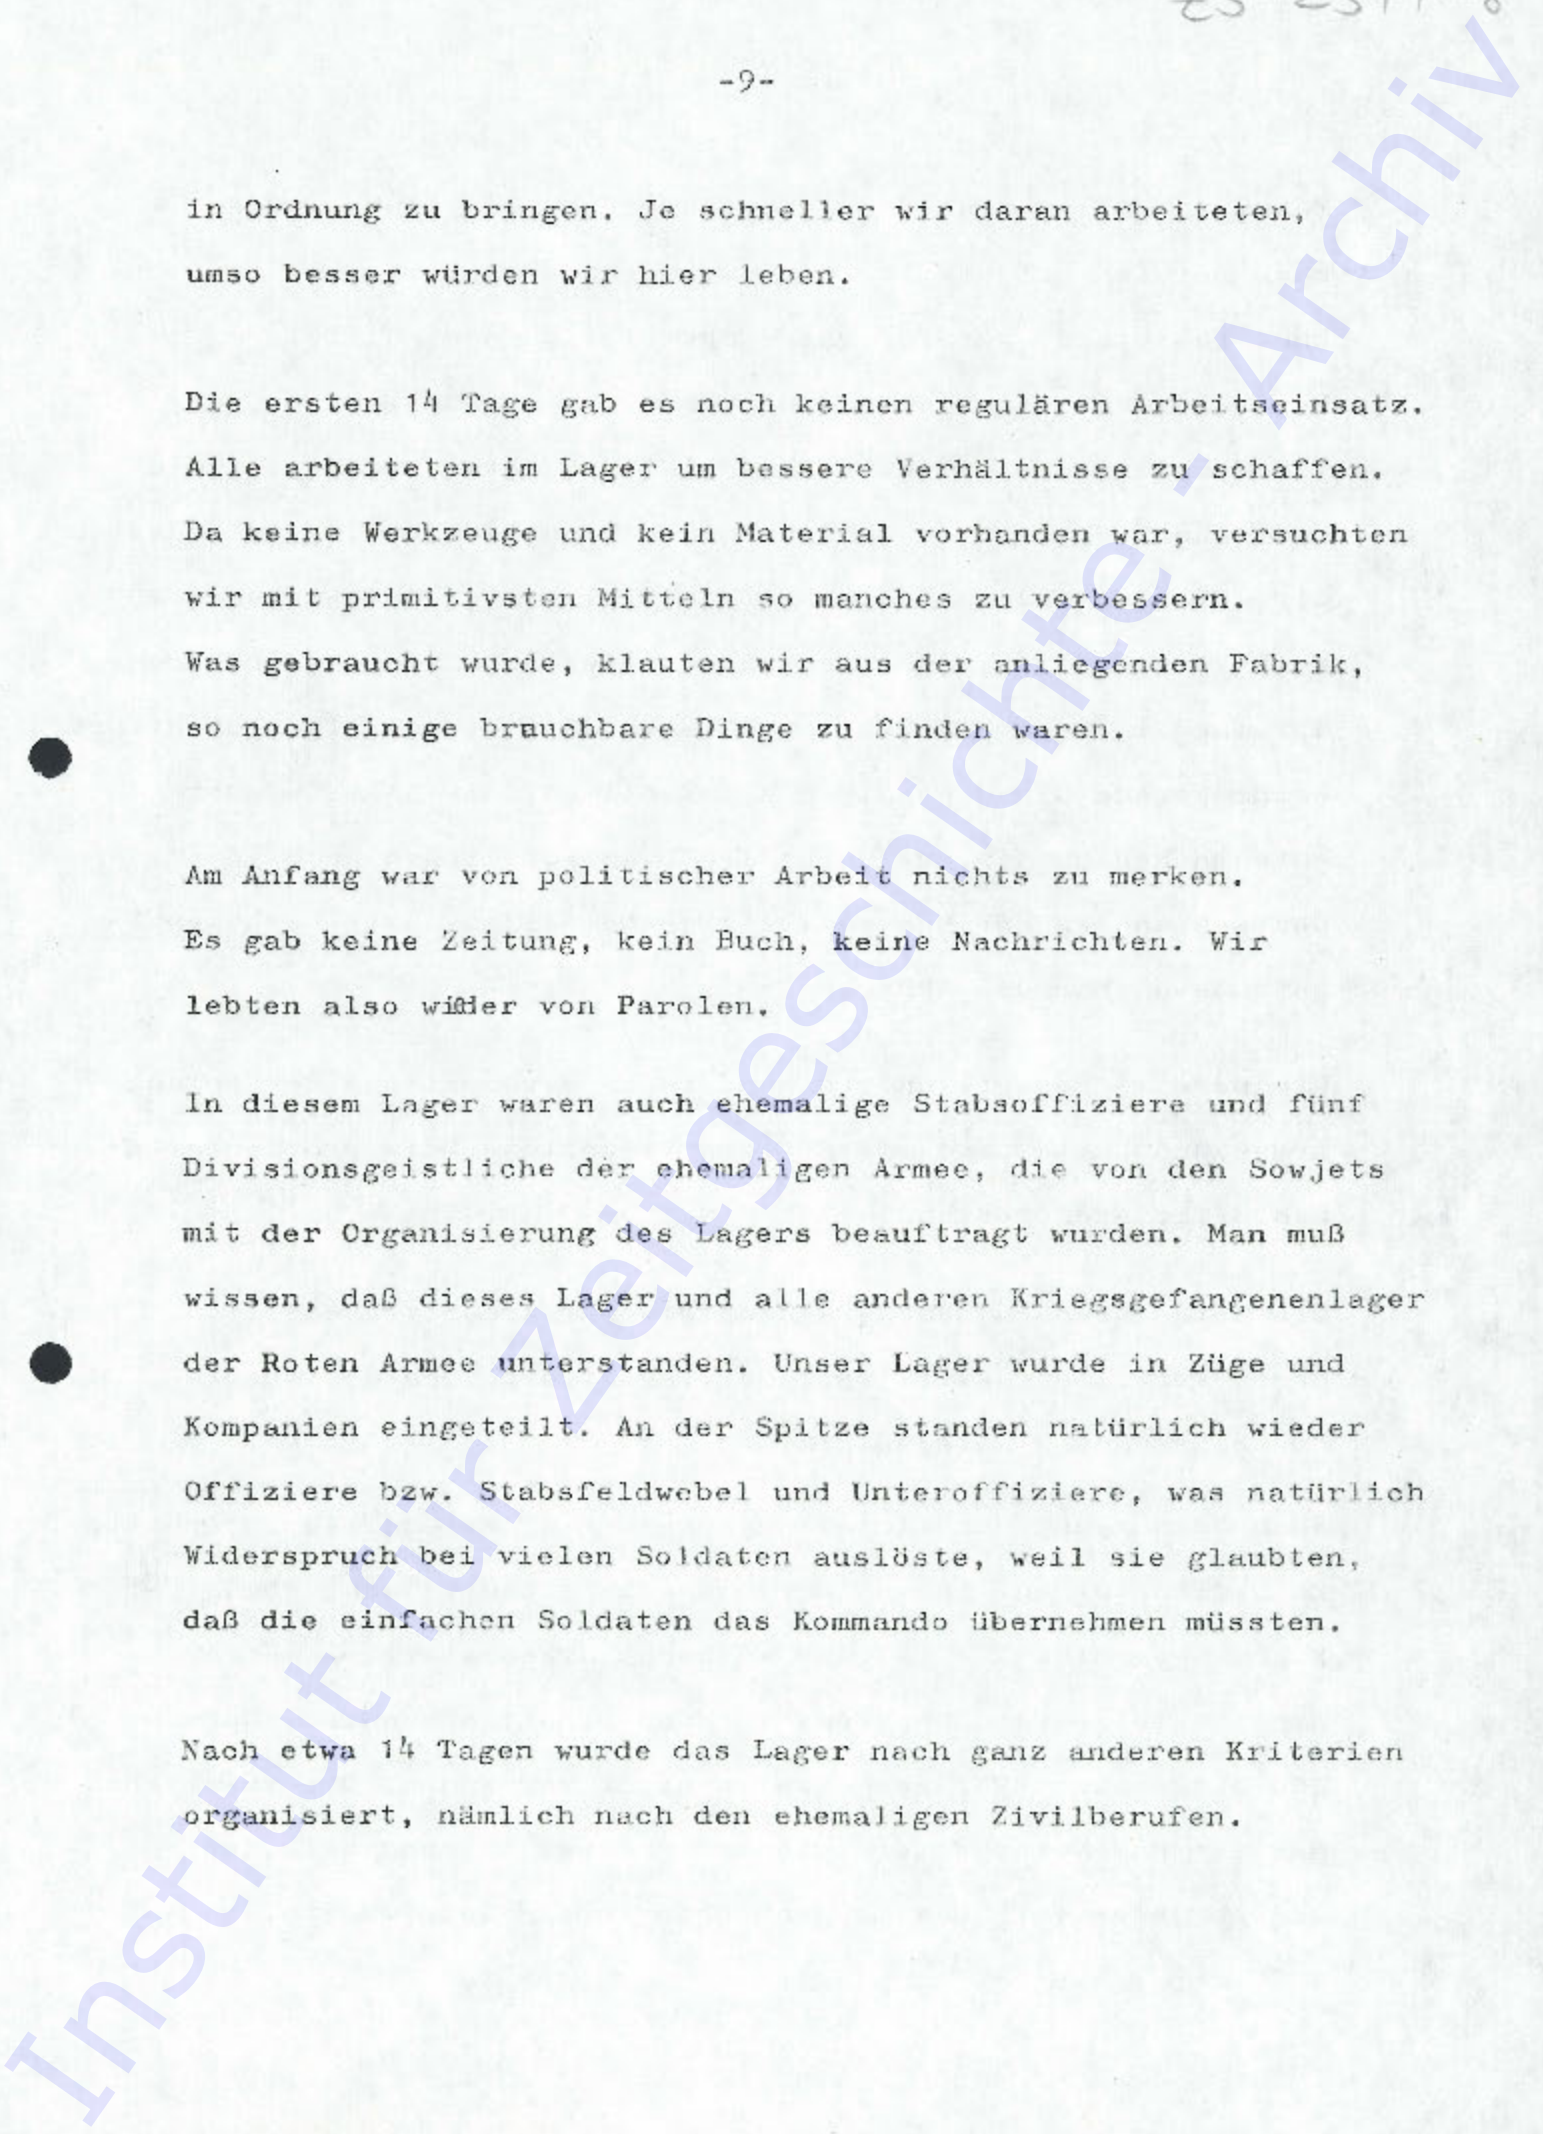 -9-
in Ordnung zu bringen. Je schneller wir daran arbeiteten,
umso besser würden wir hier leben.
Die ersten 14 Tage gab es noch keinen regulären Arbeitseinsatz.
Alle arbeiteten im Lager um bessere Verhältnisse zu schaffen.
Da keine Werkzeuge und kein Material vorhanden war, versuchten
wir mit primitivsten Mitteln so manches zu verbessern.
Was gebraucht wurde, klauten wir aus der anliegenden Fabrik,
so noch einige brauchbare Dinge zu finden waren.
Am Anfang war von politischer Arbeit nichts zu merken.
Es gab keine Zeitung, kein Buch, keine Nachrichten. Wir
lebten also wieder von Parolen.
In diesem Lager waren auch ehemalige Stabsoffiziere und fünf
Divisionsgeistliche der ehemaligen Armee, die von den Sowjets
mit der Organisierung des Lagers beauftragt wurden. Man muß
wissen, daß dieses Lager und alle anderen Kriegsgefangenenlager
der Roten Armee unterstanden. Unser Lager wurde in Züge und
Kompanien eingeteilt. An der Spitze standen natürlich wieder
Offiziere bzw. Stabsfeldwebel und Unteroffiziere, was natürlich
Widerspruch bei vielen Soldaten auslöste, weil sie glaubten,
daß die einfachen Soldaten das Kommando übernehmen müssten.
Nach etwa 14 Tagen wurde das Lager nach ganz anderen Kriterien
organisiert, nämlich nach den ehemaligen Zivilberufen.
Institut für Zeitgeschichte - Archiv